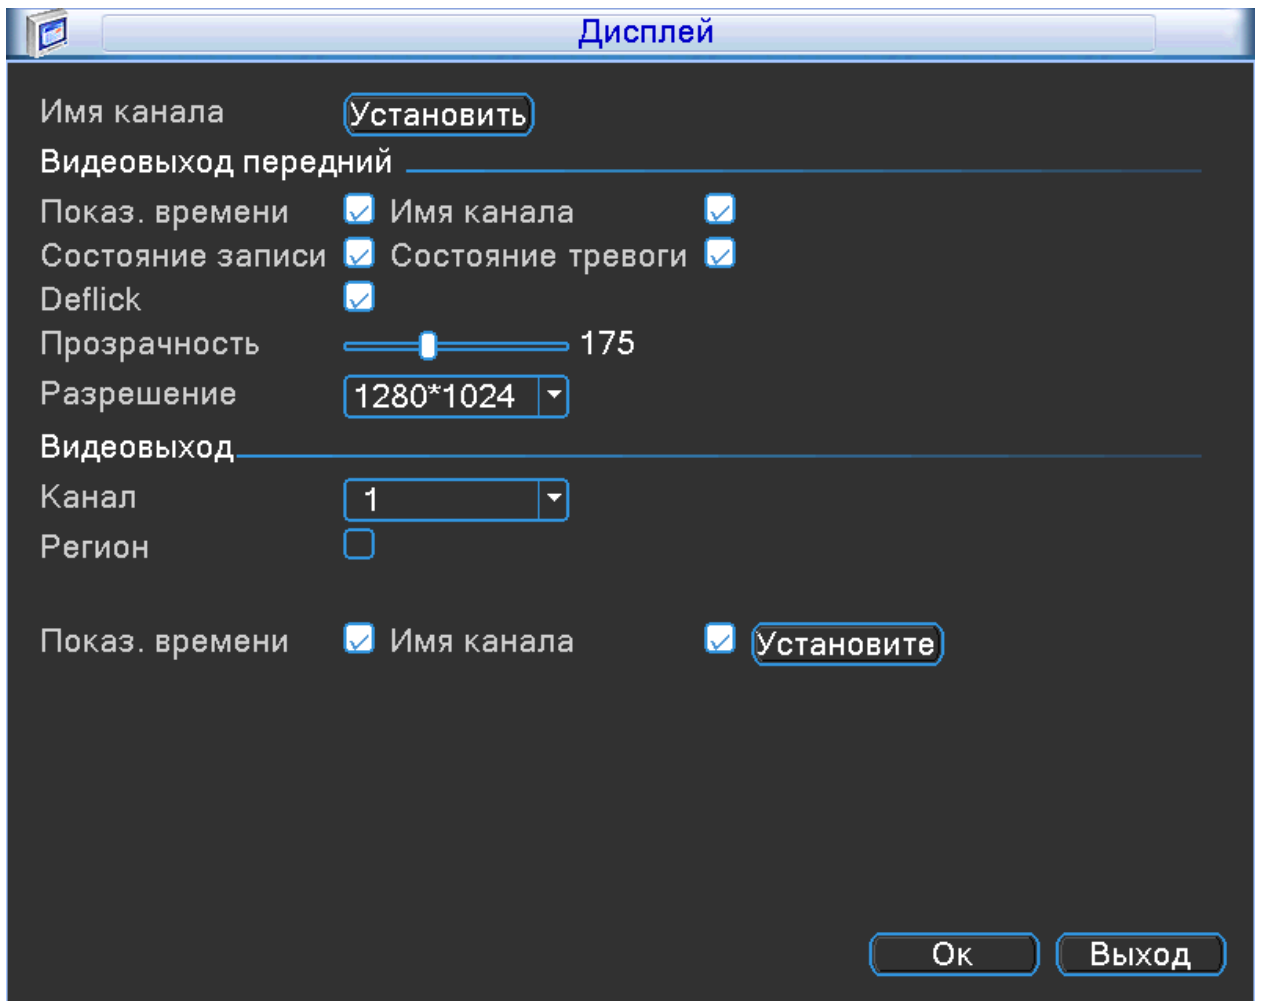 Дисплей
Имя канала Установить
Видеовыход передний
Показ. времени Имя канала
Состояние записи Состояние тревоги
Deflick
Прозрачность 175
Разрешение 1280*1024
Видеовыход
Канал 1
Регион
Показ. времени Имя канала Установите
Ок Выход